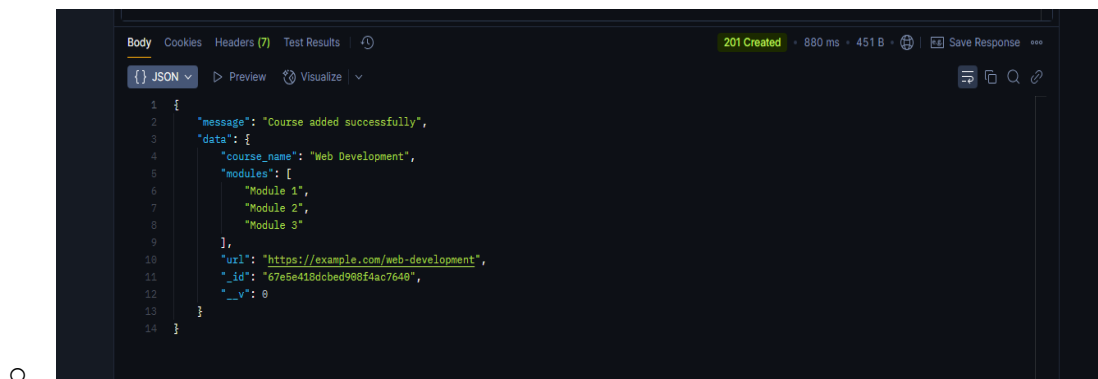 Body Cookies Headers (7) Test Results 201 Created 880 ms 451 B Save Response
{} JSON Preview Visualize
1 {
2 "message": "Course added successfully",
3 "data": {
4 "course_name": "Web Development",
5 "modules": [
6 "Module 1",
7 "Module 2",
8 "Module 3"
9 ],
10 "url": "https://example.com/web-development",
11 "_id": "67e5e418dcbed908f4ac7640",
12 "__v": 0
13 }
14 }